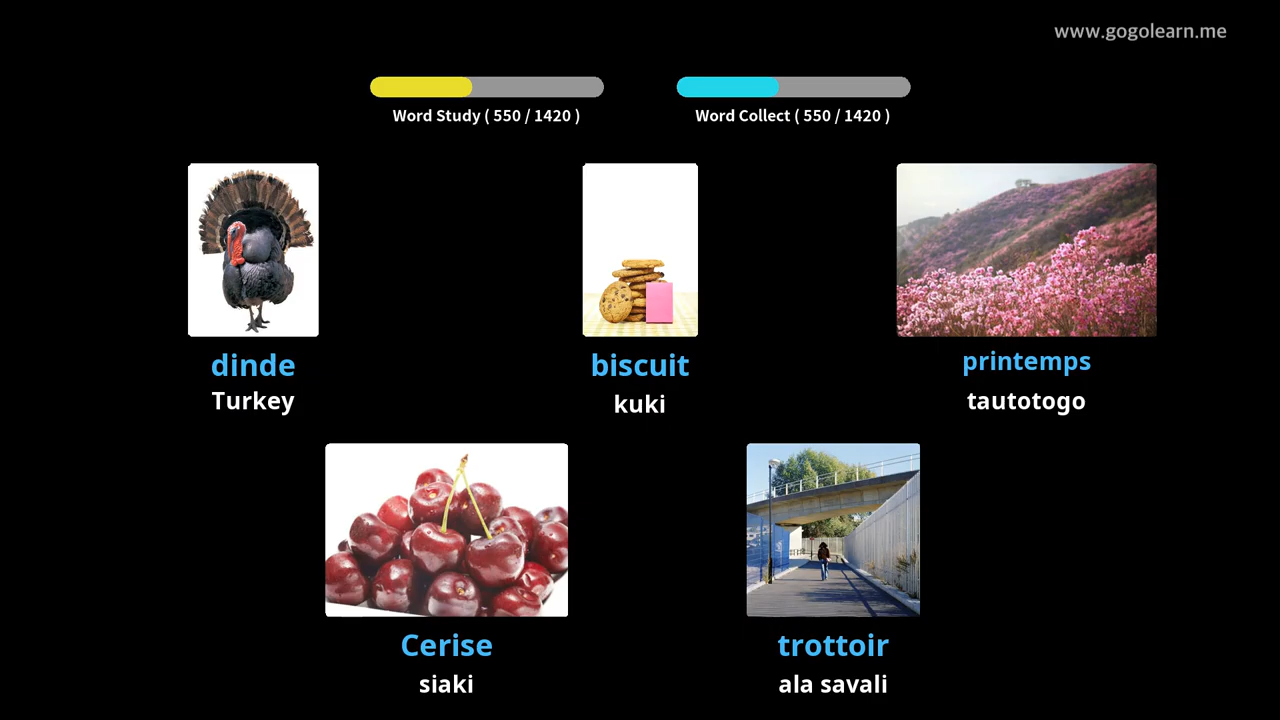 www.gogolearn.me
Word Study ( 550 / 1420 )
Word Collect ( 550 / 1420 )
dinde
Turkey
biscuit
kuki
printemps
tautotogo
Cerise
siaki
trottoir
ala savali